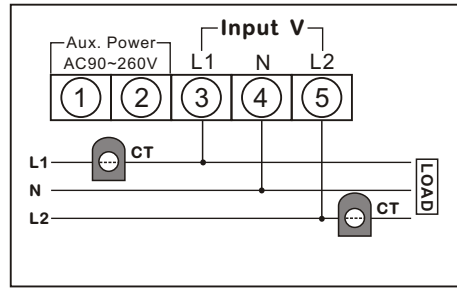 Input V
Aux. Power
AC90~260V
L1 N L2
1 2 3 4 5
L1 CT
N
L2 CT
LOAD